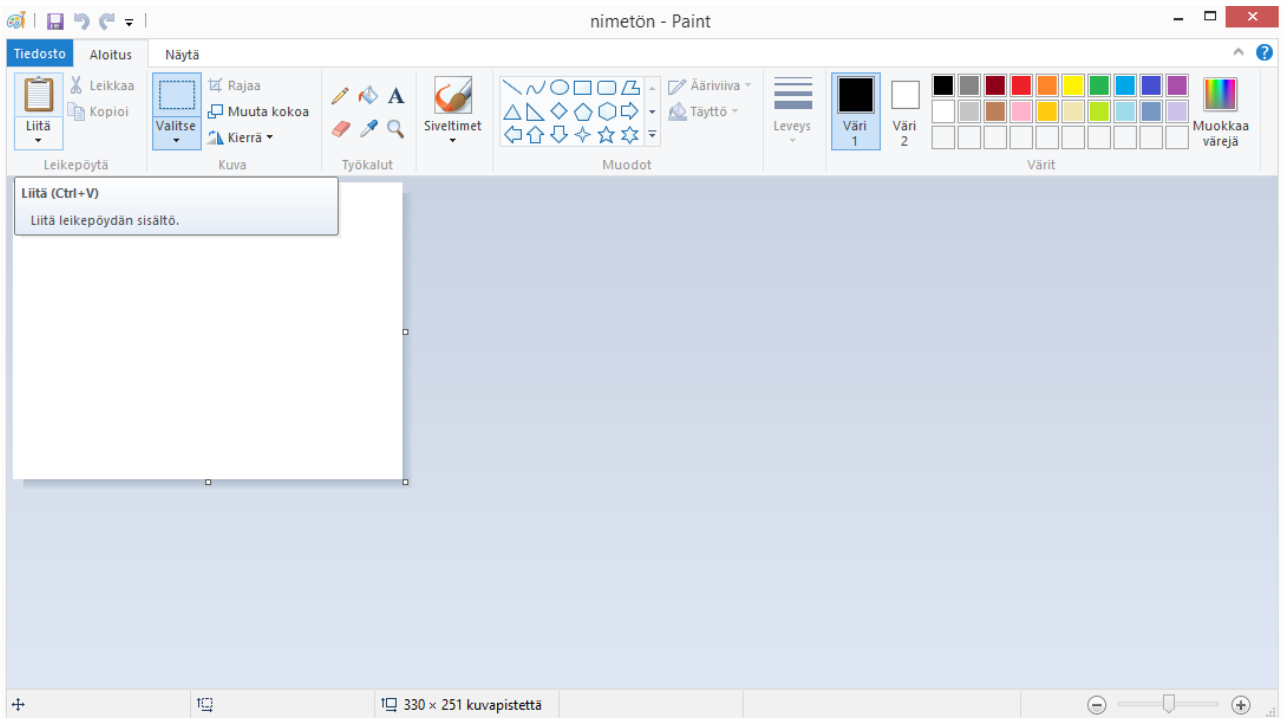 nimetön - Paint
Tiedosto Aloitus Näytä
Liitä
Leikkaa
Kopioi
Leikepöytä
Valitse
Rajaa
Muuta kokoa
Kierrä
Kuva
A
Työkalut
Siveltimet
Ääriviiva
Täyttö
Muodot
Leveys
Väri 1
Väri 2
Muokkaa värejä
Värit
Liitä (Ctrl+V)
Liitä leikepöydän sisältö.
330 × 251 kuvapistettä